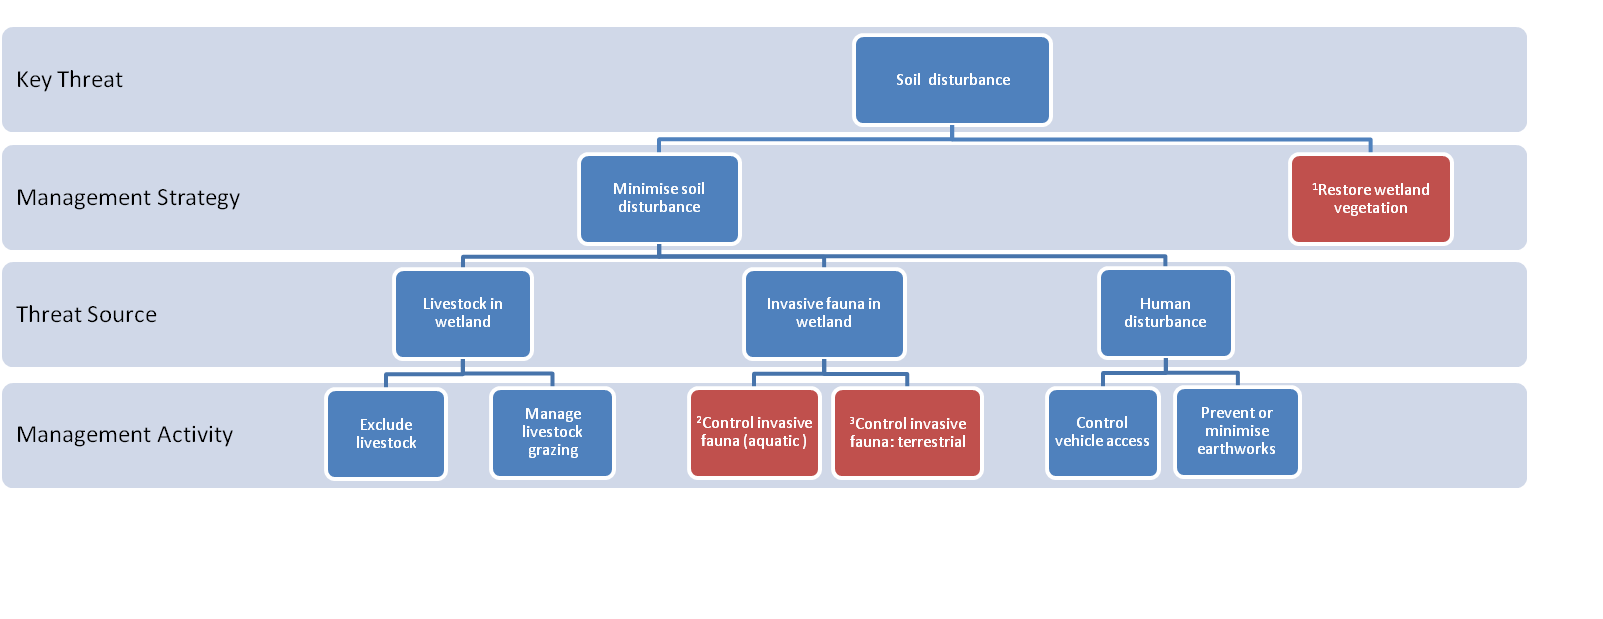 Key Threat
Soil  disturbance
Management Strategy
Minimise soil
disturbance
¹Restore wetland
vegetation
Threat Source
Livestock in
wetland
Invasive fauna in
wetland
Human
disturbance
Management Activity
Exclude
livestock
Manage
livestock
grazing
²Control invasive
fauna (aquatic )
³Control invasive
fauna: terrestrial
Control
vehicle access
Prevent or
minimise
earthworks